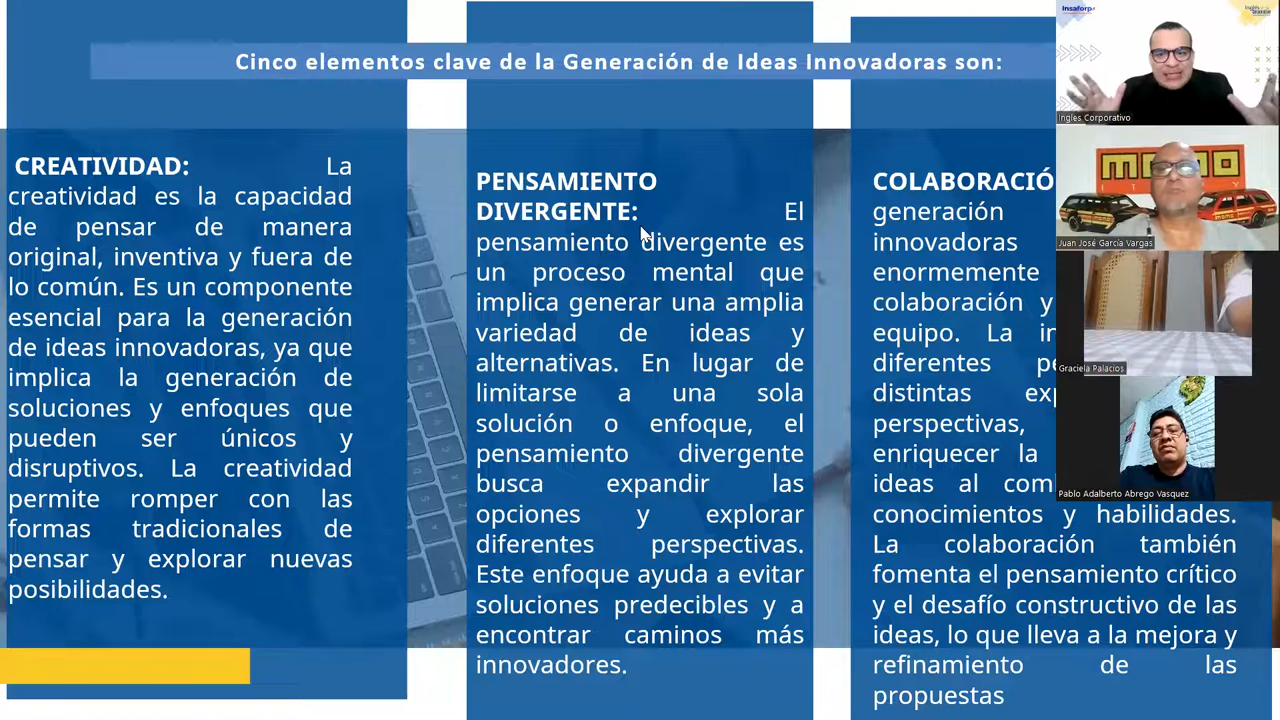 Cinco elementos clave de la Generación de Ideas Innovadoras son:
CREATIVIDAD: La
creatividad es la capacidad
de pensar de manera
original, inventiva y fuera de
lo común. Es un componente
esencial para la generación
de ideas innovadoras, ya que
implica la generación de
soluciones y enfoques que
pueden ser únicos y
disruptivos. La creatividad
permite romper con las
formas tradicionales de
pensar y explorar nuevas
posibilidades.
PENSAMIENTO
DIVERGENTE: El
pensamiento divergente es
un proceso mental que
implica generar una amplia
variedad de ideas y
alternativas. En lugar de
limitarse a una sola
solución o enfoque, el
pensamiento divergente
busca expandir las
opciones y explorar
diferentes perspectivas.
Este enfoque ayuda a evitar
soluciones predecibles y a
encontrar caminos más
innovadores.
COLABORACIÓ
generación
innovadoras
enormemente
colaboración y
equipo. La in
diferentes pe
distintas exp
perspectivas,
enriquecer la
ideas al com
conocimientos y habilidades.
La colaboración también
fomenta el pensamiento crítico
y el desafío constructivo de las
ideas, lo que lleva a la mejora y
refinamiento de las
propuestas
Insaforp
Ingles Corporativo
momo
ITALY
Juan José García Vargas
Graciela Palacios
Pablo Adalberto Abrego Vasquez